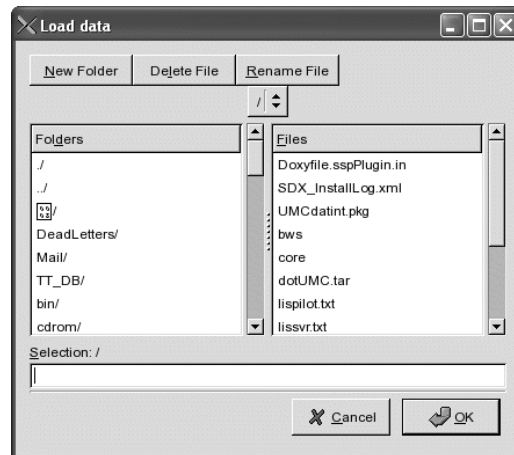 Load data
New Folder Delete File Rename File
/
Folders
./
../
/
DeadLetters/
Mail/
TT_DB/
bin/
cdrom/
Files
Doxyfile.sspPlugin.in
SDX_InstallLog.xml
UMCdatint.pkg
bws
core
dotUMC.tar
lispilot.txt
lissvr.txt
Selection: /
Cancel OK